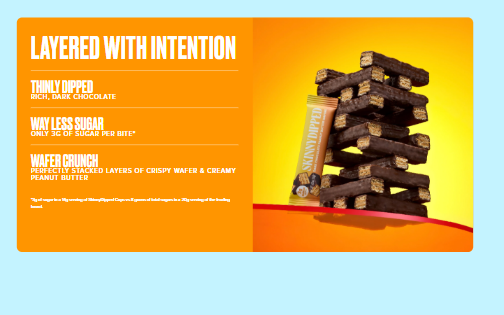 LAYERED WITH INTENTION
THINLY DIPPED
RICH, DARK CHOCOLATE
WAY LESS SUGAR
ONLY 3G OF SUGAR PER BITE*
WAFER CRUNCH
PERFECTLY STACKED LAYERS OF CRISPY WAFER & CREAMY
PEANUT BUTTER
SKINNYDIPPED